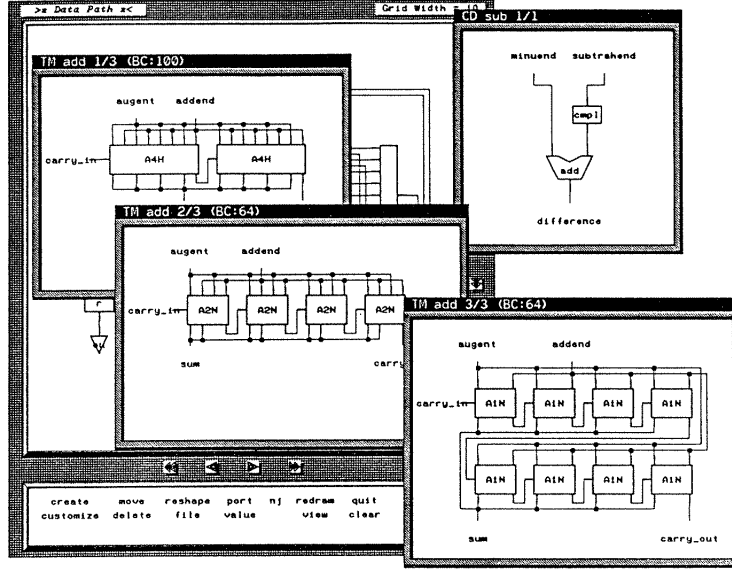 >* Data Path *<
Grid Width = 10
CD sub 1/1
minuend subtrahend
cmpl
add
difference
TM add 1/3 (BC:100)
augent addend
carry_in
A4H A4H
TM add 2/3 (BC:64)
augent addend
carry_in
A2N A2N A2N A2N
sum carry
r
TM add 3/3 (BC:64)
augent addend
carry_in
A1N A1N A1N A1N
A1N A1N A1N A1N
sum carry_out
create move reshape port nj redraw quit
customize delete file value view clear